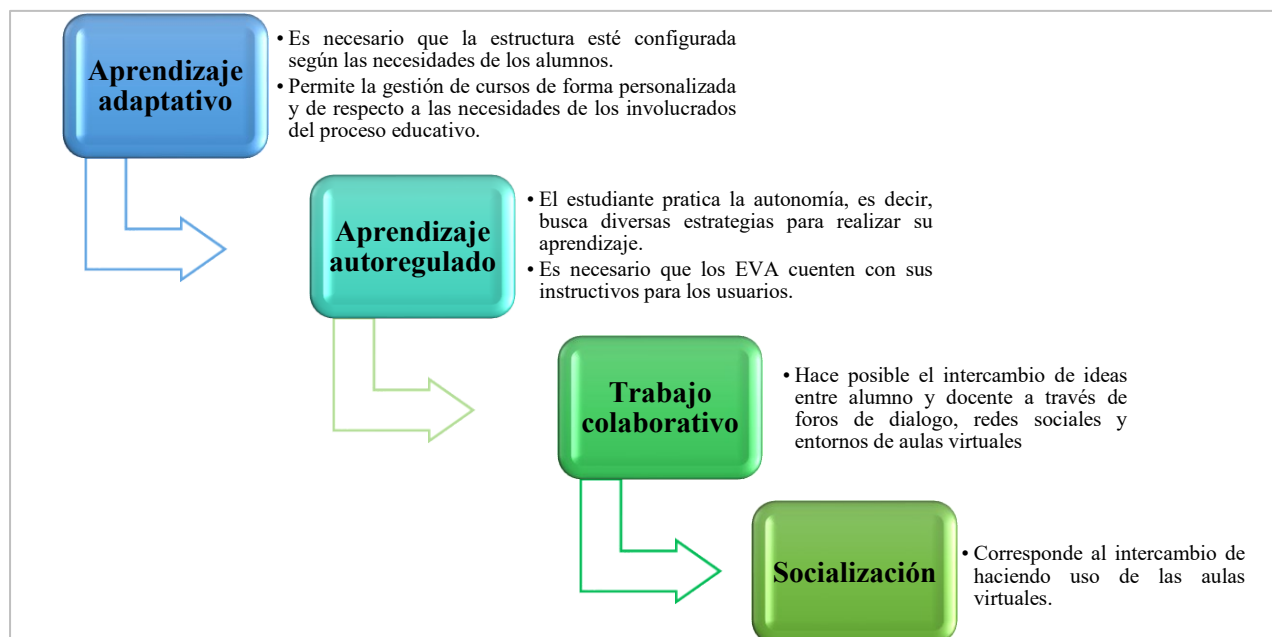 Aprendizaje
adaptativo
• Es necesario que la estructura esté configurada
según las necesidades de los alumnos.
• Permite la gestión de cursos de forma personalizada
y de respecto a las necesidades de los involucrados
del proceso educativo.
Aprendizaje
autoregulado
• El estudiante pratica la autonomía, es decir,
busca diversas estrategias para realizar su
aprendizaje.
• Es necesario que los EVA cuenten con sus
instructivos para los usuarios.
Trabajo
colaborativo
• Hace posible el intercambio de ideas
entre alumno y docente a través de
foros de dialogo, redes sociales y
entornos de aulas virtuales
Socialización
• Corresponde al intercambio de
haciendo uso de las aulas
virtuales.